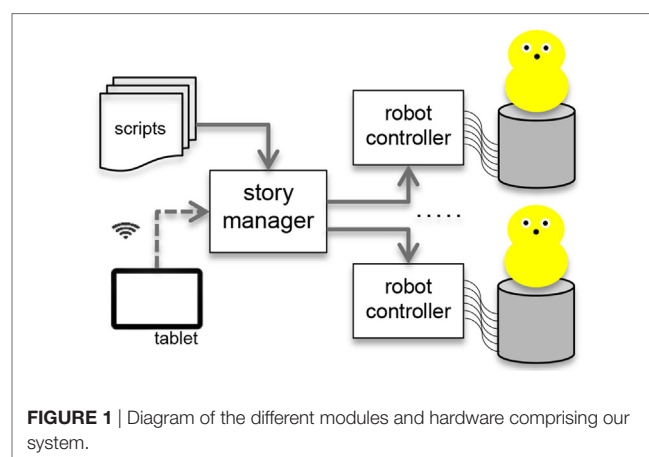 scripts
robot
controller
story
manager
.....
tablet
robot
controller
FIGURE 1 | Diagram of the different modules and hardware comprising our
system.